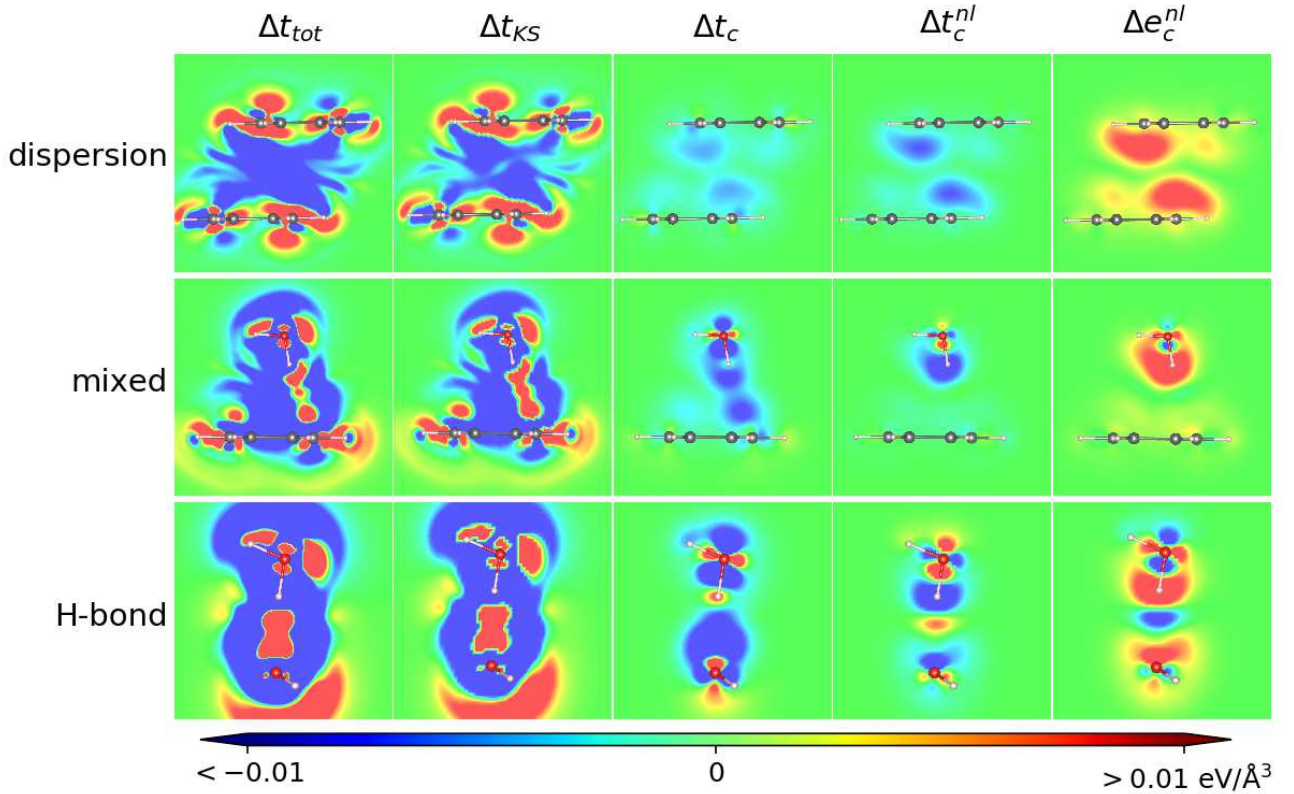 Δt_tot Δt_KS Δt_c Δt_c^nl Δe_c^nl
dispersion
mixed
H-bond
< −0.01 0 > 0.01 eV/Å³